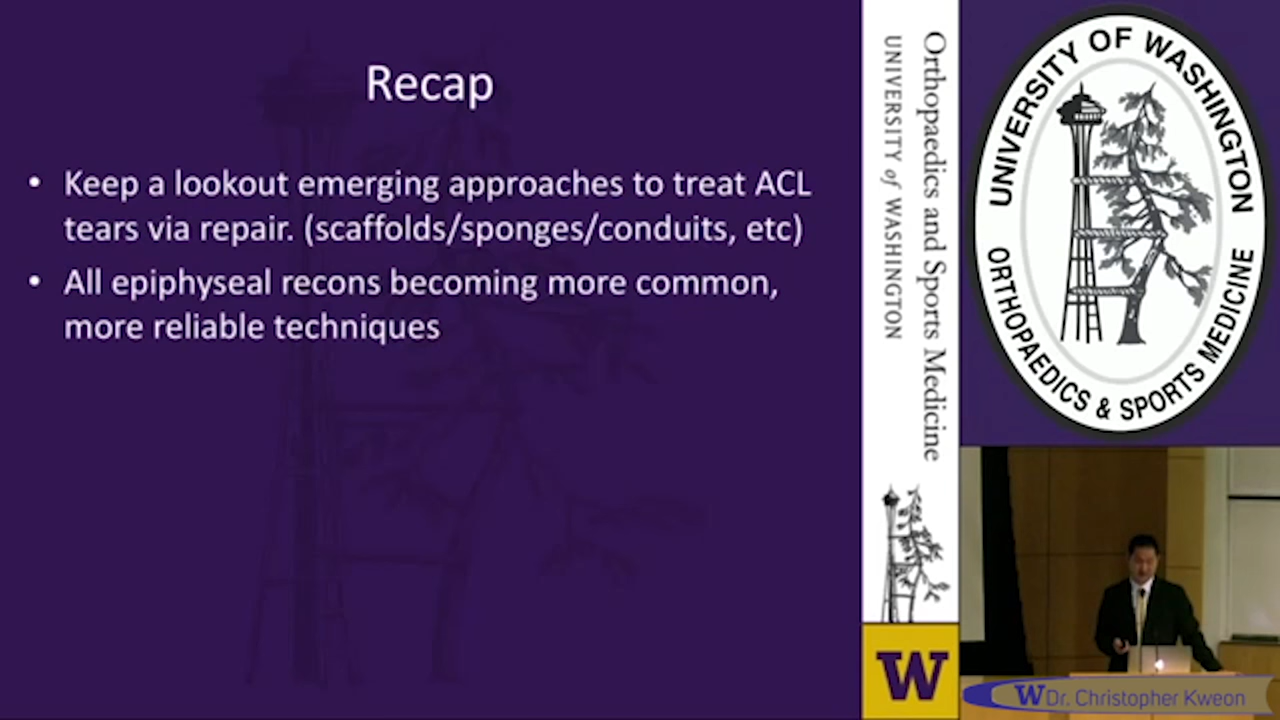 Recap
• Keep a lookout emerging approaches to treat ACL
tears via repair. (scaffolds/sponges/conduits, etc)
• All epiphyseal recons becoming more common,
more reliable techniques
Orthopaedics and Sports Medicine
UNIVERSITY of WASHINGTON
W
UNIVERSITY OF WASHINGTON
ORTHOPAEDICS & SPORTS MEDICINE
W Dr. Christopher Kweon